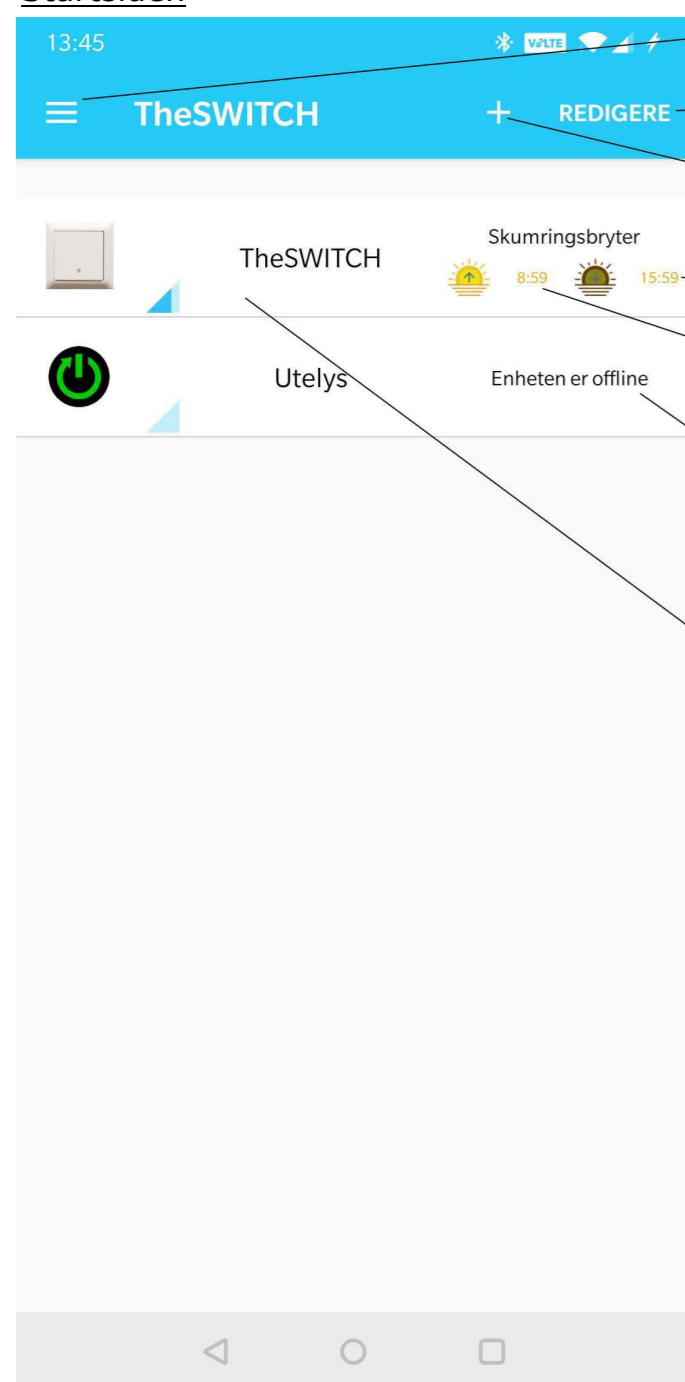 Startsiden
13:45
VoLTE
TheSWITCH
REDIGERE
TheSWITCH
Skumringsbryter
8:59
15:59
Utelys
Enheten er offline